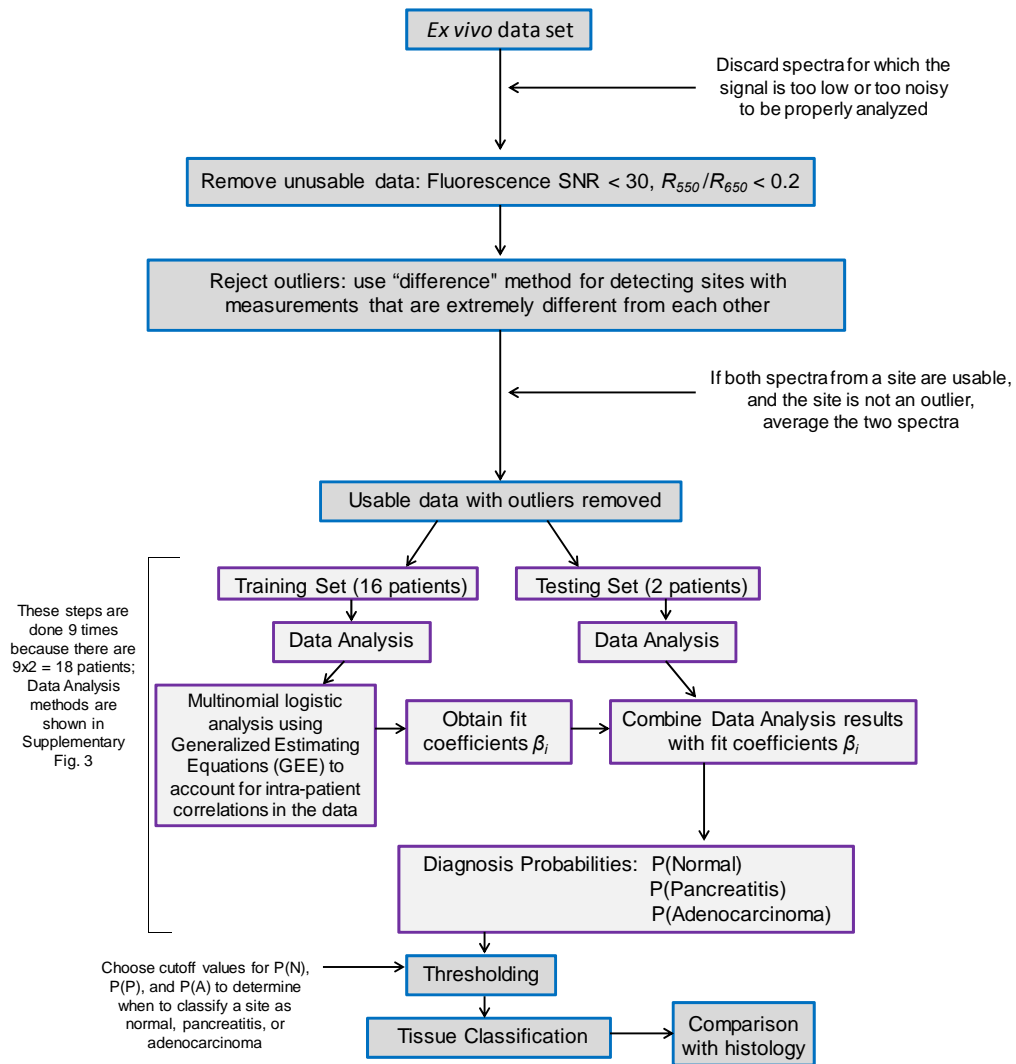 Ex vivo data set
Discard spectra for which the
signal is too low or too noisy
to be properly analyzed
Remove unusable data: Fluorescence SNR < 30, R550/R650 < 0.2
Reject outliers: use “difference" method for detecting sites with
measurements that are extremely different from each other
If both spectra from a site are usable,
and the site is not an outlier,
average the two spectra
Usable data with outliers removed
Training Set (16 patients)
Testing Set (2 patients)
These steps are
done 9 times
because there are
9x2 = 18 patients;
Data Analysis
methods are
shown in
Supplementary
Fig. 3
Data Analysis
Data Analysis
Multinomial logistic
analysis using
Generalized Estimating
Equations (GEE) to
account for intra-patient
correlations in the data
Obtain fit
coefficients βi
Combine Data Analysis results
with fit coefficients βi
Diagnosis Probabilities: P(Normal)
P(Pancreatitis)
P(Adenocarcinoma)
Choose cutoff values for P(N),
P(P), and P(A) to determine
when to classify a site as
normal, pancreatitis, or
adenocarcinoma
Thresholding
Tissue Classification
Comparison
with histology